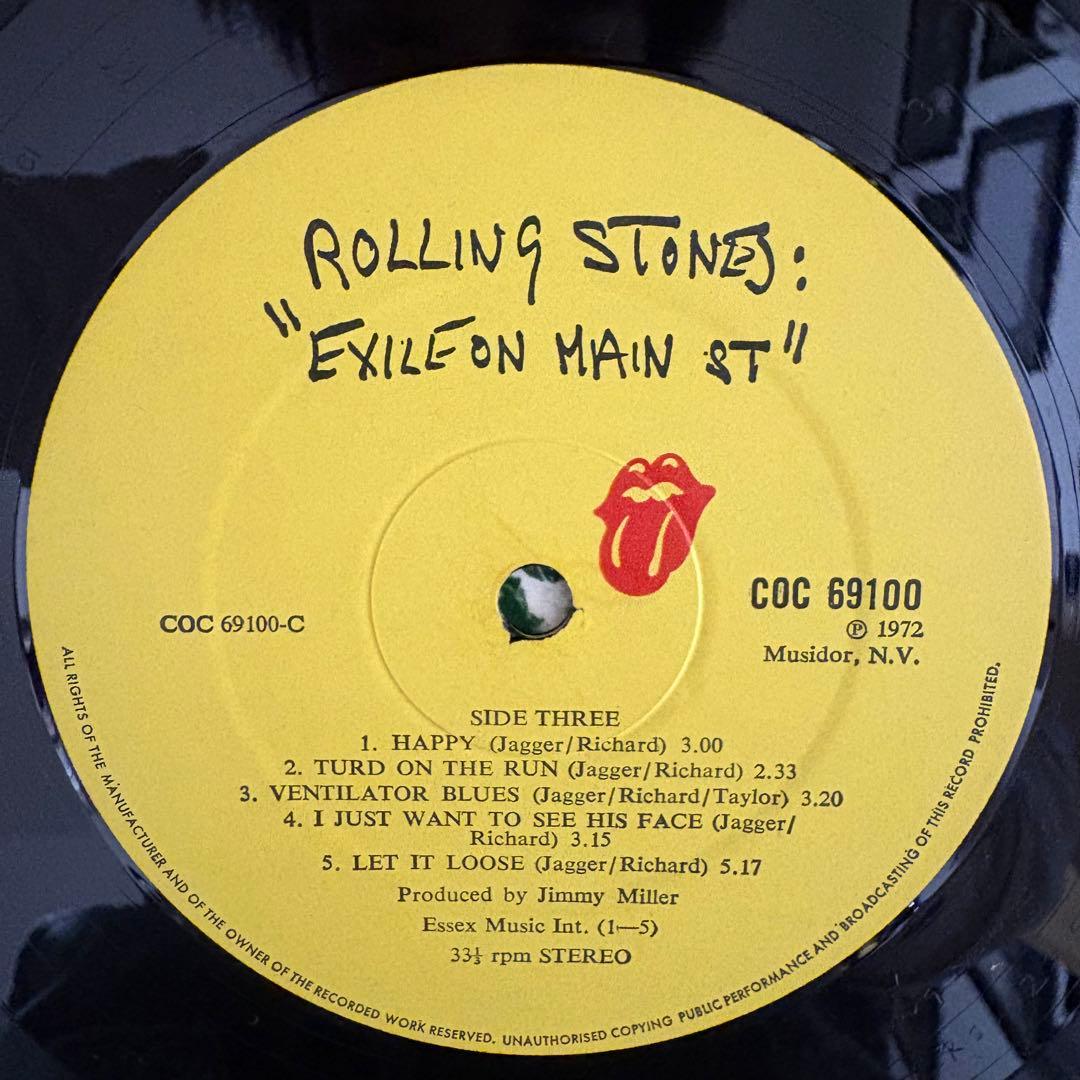 ROLLING STONES:
"EXILE ON MAIN ST"
COC 69100
COC 69100-C
℗ 1972
Musidor, N.V.
SIDE THREE
1. HAPPY (Jagger/Richard) 3.00
2. TURD ON THE RUN (Jagger/Richard) 2.33
3. VENTILATOR BLUES (Jagger/Richard/Taylor) 3.20
4. I JUST WANT TO SEE HIS FACE (Jagger/
Richard) 3.15
5. LET IT LOOSE (Jagger/Richard) 5.17
Produced by Jimmy Miller
Essex Music Int. (1—5)
33⅓ rpm STEREO
ALL RIGHTS OF THE MANUFACTURER AND OF THE OWNER OF THE RECORDED WORK RESERVED. UNAUTHORISED COPYING PUBLIC PERFORMANCE AND BROADCASTING OF THIS RECORD PROHIBITED.